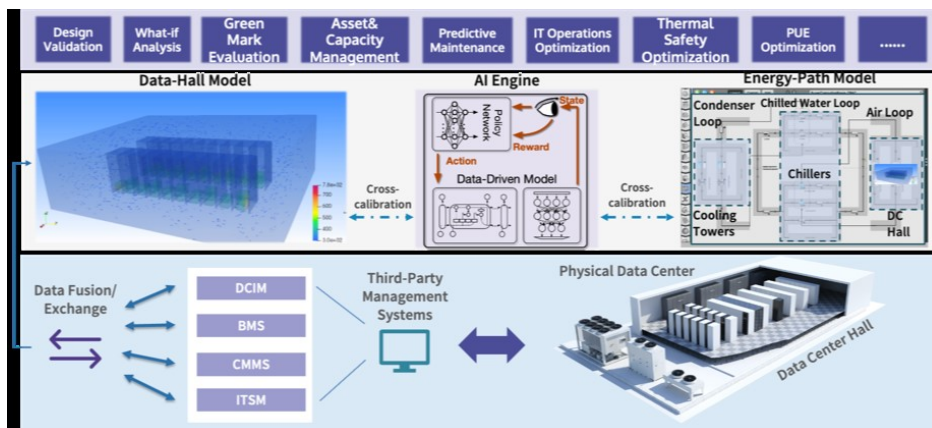 Design
Validation
What-if
Analysis
Green
Mark
Evaluation
Asset&
Capacity
Management
Predictive
Maintenance
IT Operations
Optimization
Thermal
Safety
Optimization
PUE
Optimization
......
Data-Hall Model
AI Engine
Energy-Path Model
Policy
Network
State
Reward
Action
Data-Driven Model
Cross-
calibration
Cross-
calibration
Condenser
Loop
Chilled Water Loop
Air Loop
Chillers
Cooling
Towers
DC
Hall
Data Fusion/
Exchange
DCIM
BMS
CMMS
ITSM
Third-Party
Management
Systems
Physical Data Center
Data Center Hall